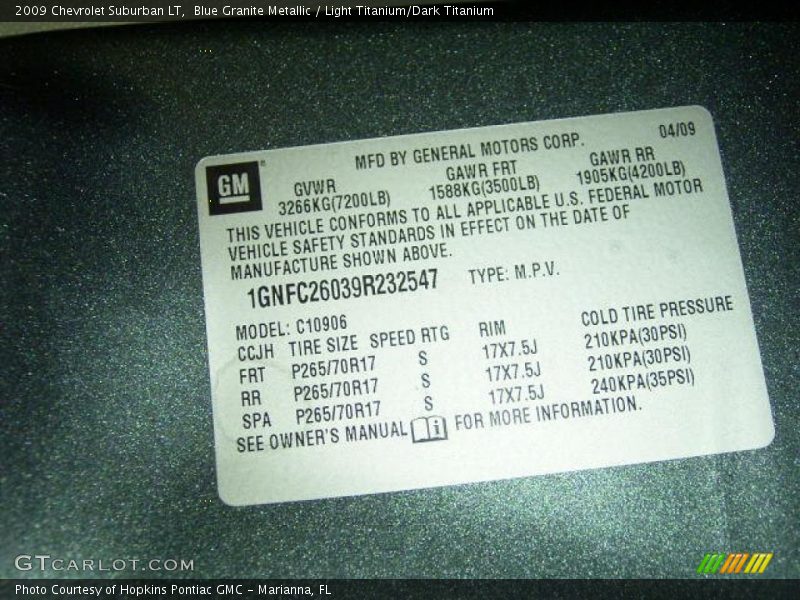 2009 Chevrolet Suburban LT, Blue Granite Metallic / Light Titanium/Dark Titanium
MFD BY GENERAL MOTORS CORP. 04/09
GM
GVWR GAWR FRT GAWR RR
3266KG(7200LB) 1588KG(3500LB) 1905KG(4200LB)
THIS VEHICLE CONFORMS TO ALL APPLICABLE U.S. FEDERAL MOTOR
VEHICLE SAFETY STANDARDS IN EFFECT ON THE DATE OF
MANUFACTURE SHOWN ABOVE.
1GNFC26039R232547 TYPE: M.P.V.
MODEL: C10906
CCJH TIRE SIZE SPEED RTG RIM COLD TIRE PRESSURE
FRT P265/70R17 S 17X7.5J 210KPA(30PSI)
RR P265/70R17 S 17X7.5J 210KPA(30PSI)
SPA P265/70R17 S 17X7.5J 240KPA(35PSI)
SEE OWNER'S MANUAL i FOR MORE INFORMATION.
GTCARLOT.COM
Photo Courtesy of Hopkins Pontiac GMC - Marianna, FL